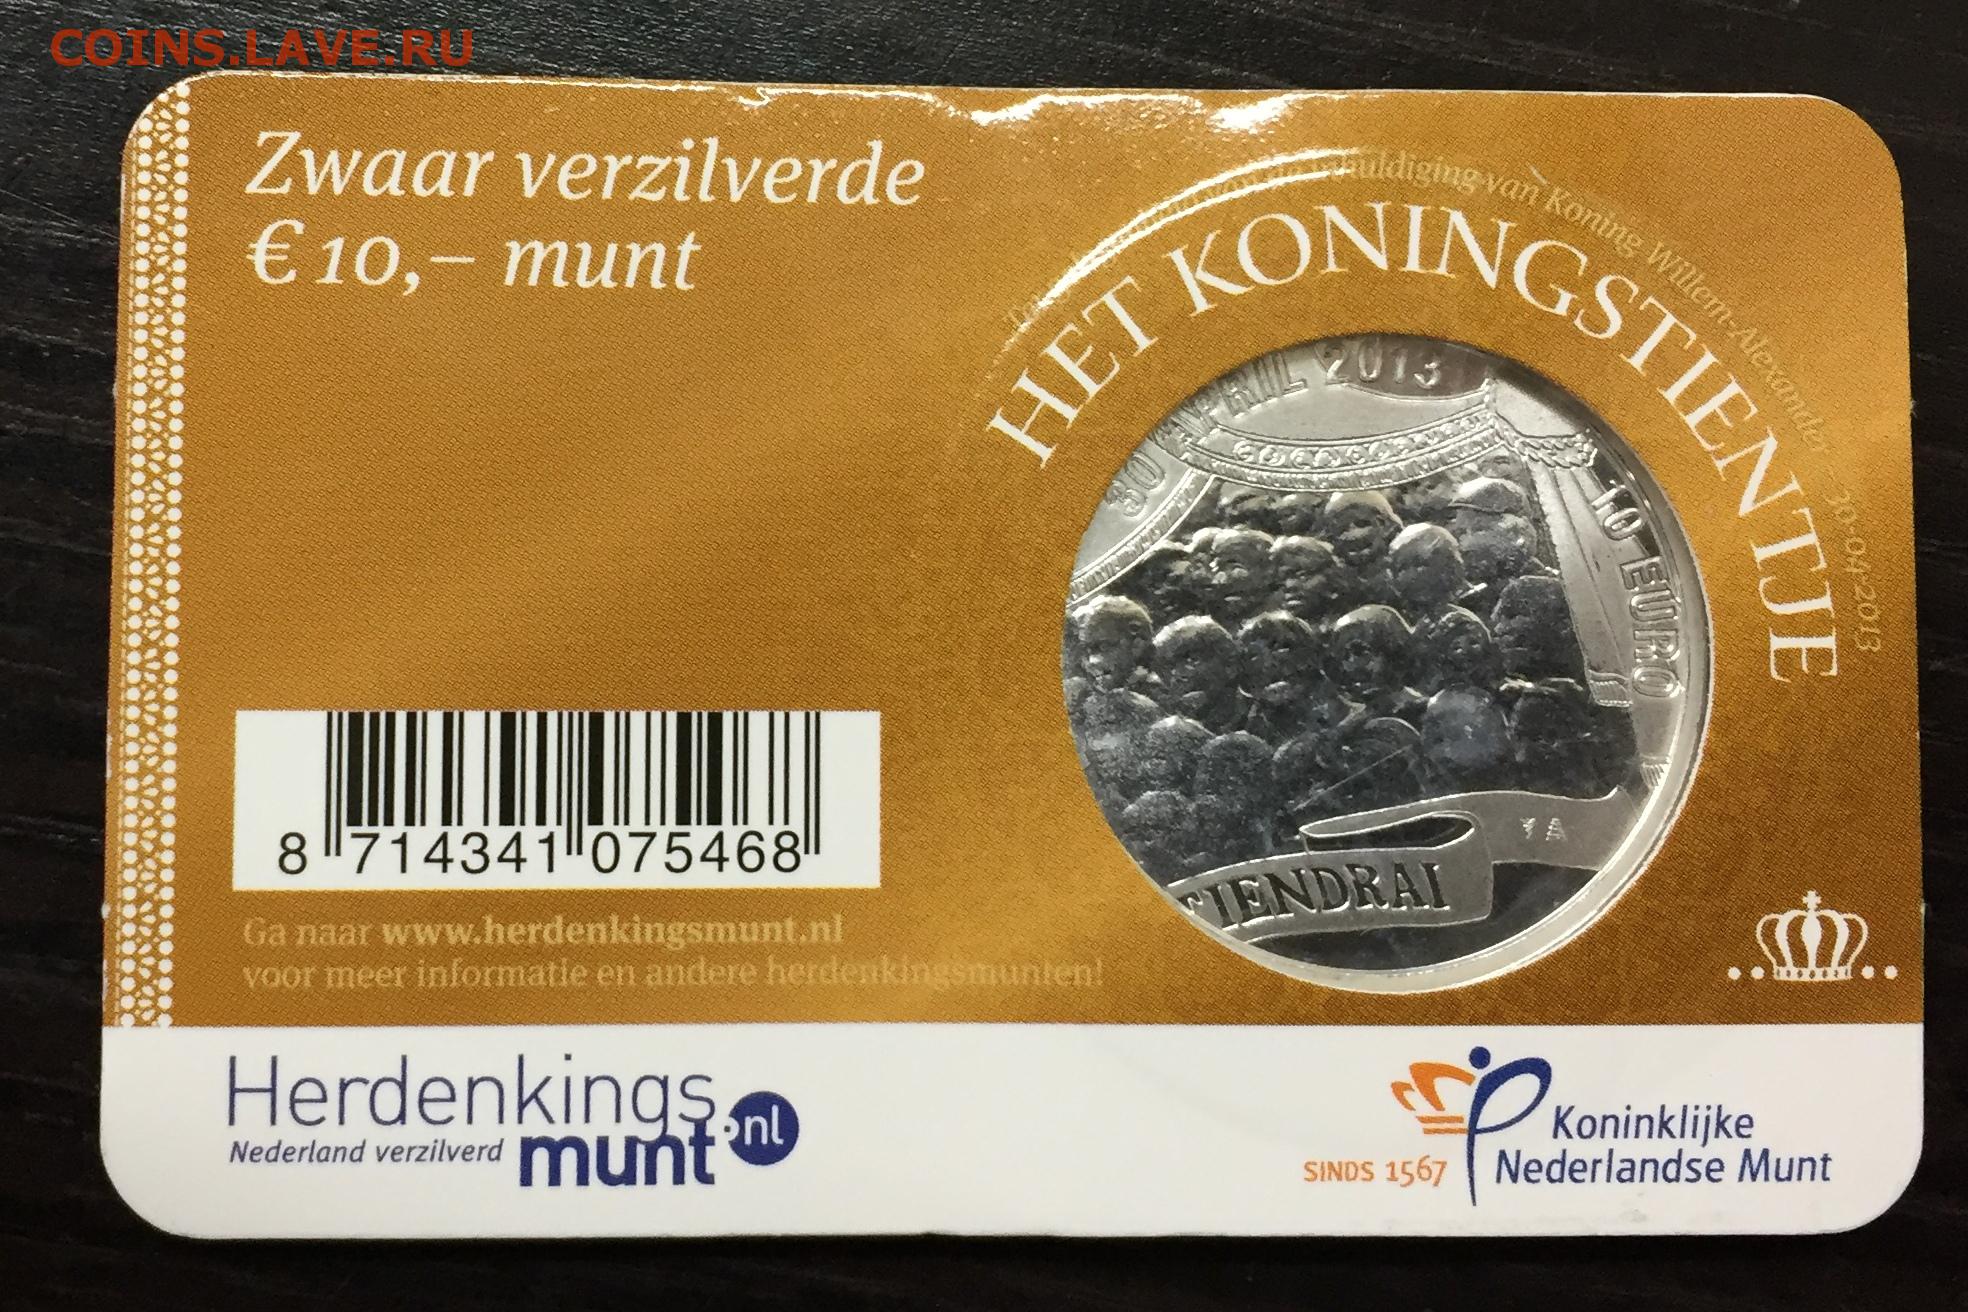 COINS.LAVE.RU
Zwaar verzilverde
€ 10,– munt
huldiging van Koning Willem-Alexander - 30-04-2013
HET KONINGSTIENTJE
30 APRIL 2013
10 EURO
TIENDRAI
8 714341 075468
Ga naar www.herdenkingsmunt.nl
voor meer informatie en andere herdenkingsmunten!
Herdenkings
Nederland verzilverd munt .nl
Koninklijke
SINDS 1567 Nederlandse Munt